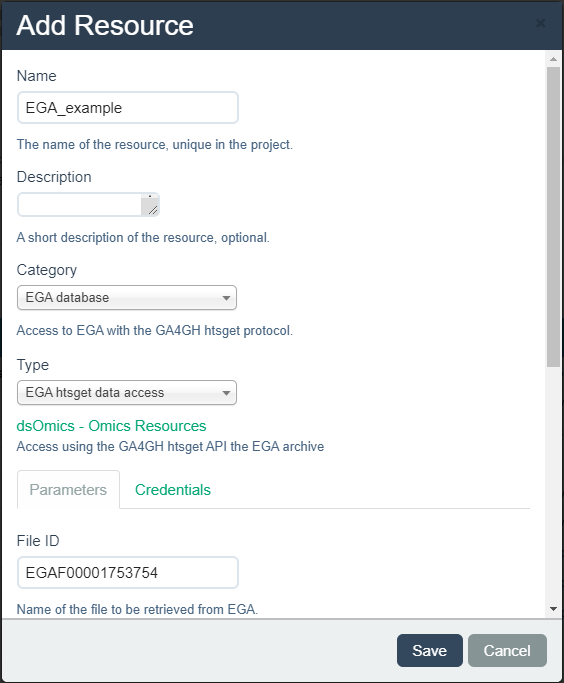 Add Resource
×
Name
EGA_example
The name of the resource, unique in the project.
Description
A short description of the resource, optional.
Category
EGA database
Access to EGA with the GA4GH htsget protocol.
Type
EGA htsget data access
dsOmics - Omics Resources
Access using the GA4GH htsget API the EGA archive
Parameters Credentials
File ID
EGAF00001753754
Name of the file to be retrieved from EGA.
Save Cancel